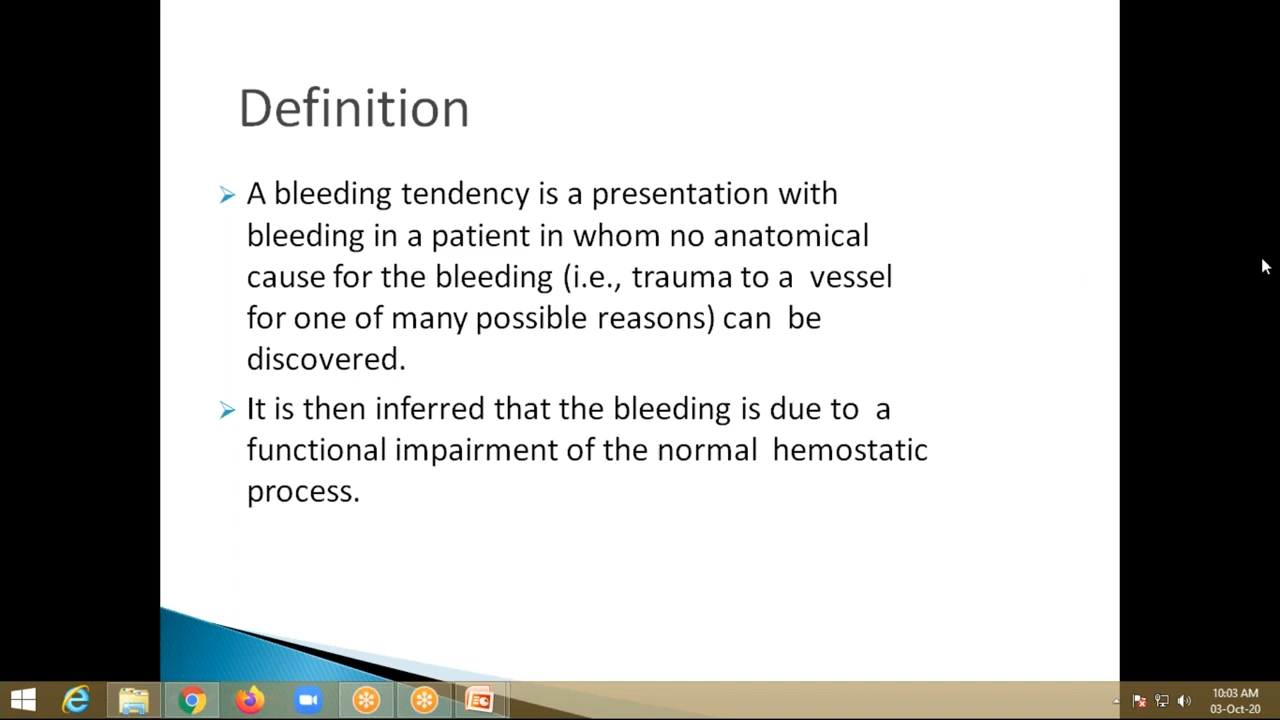 Definition
A bleeding tendency is a presentation with
bleeding in a patient in whom no anatomical
cause for the bleeding (i.e., trauma to a vessel
for one of many possible reasons) can be
discovered.
It is then inferred that the bleeding is due to a
functional impairment of the normal hemostatic
process.
10:03 AM
03-Oct-20